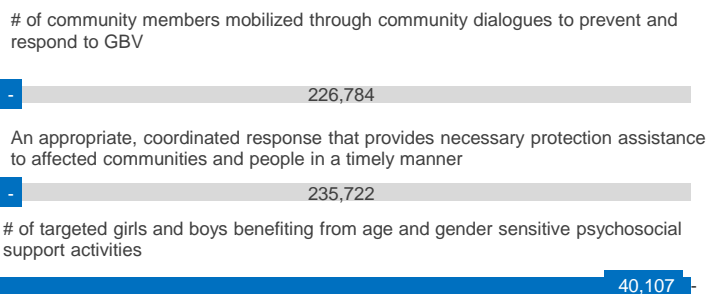 # of community members mobilized through community dialogues to prevent and
respond to GBV
- 226,784
An appropriate, coordinated response that provides necessary protection assistance
to affected communities and people in a timely manner
- 235,722
# of targeted girls and boys benefiting from age and gender sensitive psychosocial
support activities
40,107 -